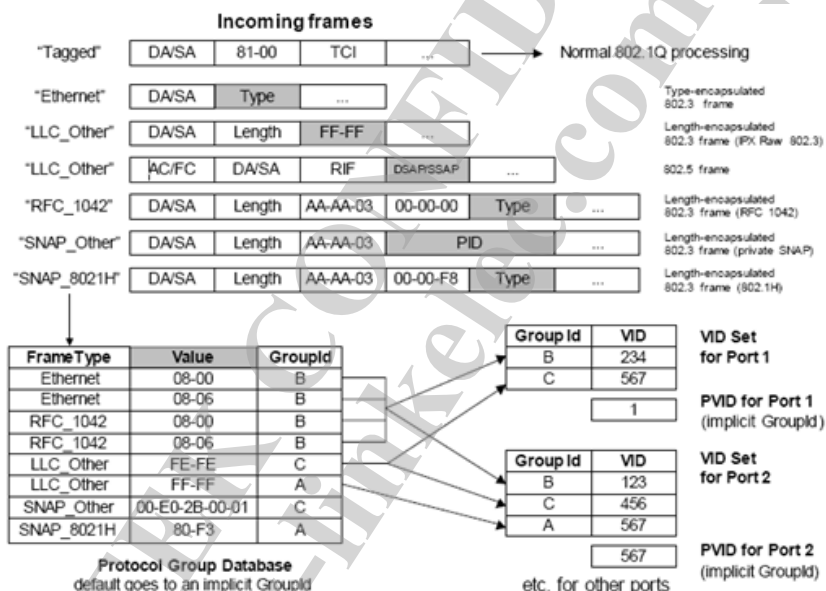 Incoming frames
"Tagged" DA/SA 81-00 TCI ... Normal 802.1Q processing
"Ethernet" DA/SA Type ... Type-encapsulated
802.3 frame
"LLC_Other" DA/SA Length FF-FF ... Length-encapsulated
802.3 frame (IPX Raw 802.3)
"LLC_Other" AC/FC DA/SA RIF DSAP/SSAP ... 802.5 frame
"RFC_1042" DA/SA Length AA-AA-03 00-00-00 Type ... Length-encapsulated
802.3 frame (RFC 1042)
"SNAP_Other" DA/SA Length AA-AA-03 PID ... Length-encapsulated
802.3 frame (private SNAP)
"SNAP_8021H" DA/SA Length AA-AA-03 00-00-F8 Type ... Length-encapsulated
802.3 frame (802.1H)
FrameType Value GroupId
Ethernet 08-00 B
Ethernet 08-06 B
RFC_1042 08-00 B
RFC_1042 08-06 B
LLC_Other FE-FE C
LLC_Other FF-FF A
SNAP_Other 00-E0-2B-00-01 C
SNAP_8021H 80-F3 A
Protocol Group Database
default goes to an implicit GroupId
Group Id VID
B 234
C 567
VID Set
for Port 1
1
PVID for Port 1
(implicit GroupId)
Group Id VID
B 123
C 456
A 567
VID Set
for Port 2
567
PVID for Port 2
(implicit GroupId)
etc. for other ports